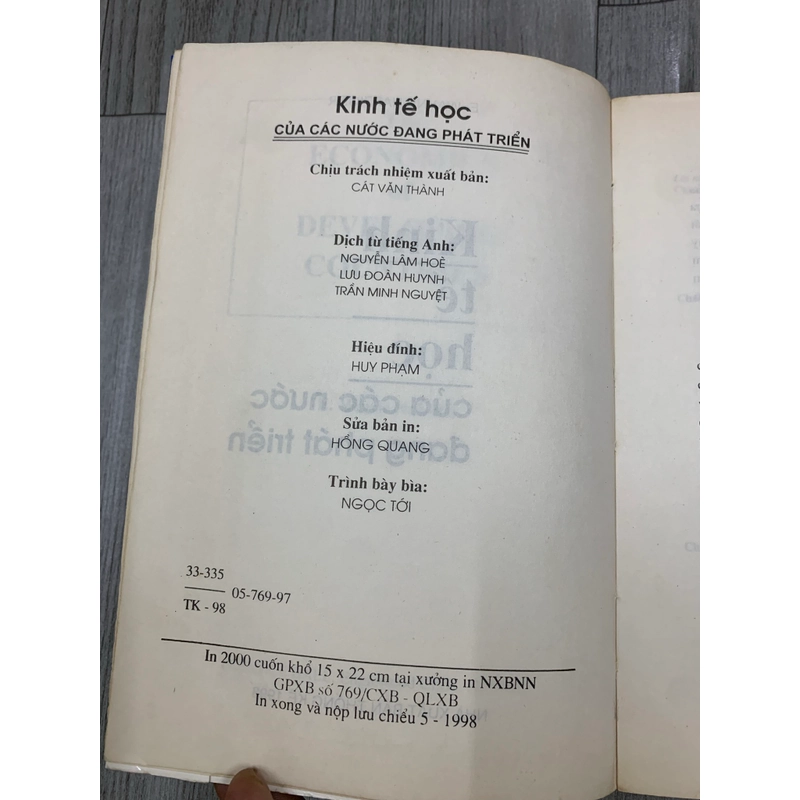 Kinh tế học
CỦA CÁC NƯỚC ĐANG PHÁT TRIỂN
Chịu trách nhiệm xuất bản:
CÁT VĂN THÀNH
Dịch từ tiếng Anh:
NGUYỄN LÂM HOÈ
LƯU ĐOÀN HUYNH
TRẦN MINH NGUYỆT
Hiệu đính:
HUY PHẠM
Sửa bản in:
HỒNG QUANG
Trình bày bìa:
NGỌC TỚI
33-335
05-769-97
TK - 98
In 2000 cuốn khổ 15 x 22 cm tại xưởng in NXBNN
GPXB số 769/CXB - QLXB
In xong và nộp lưu chiểu 5 - 1998